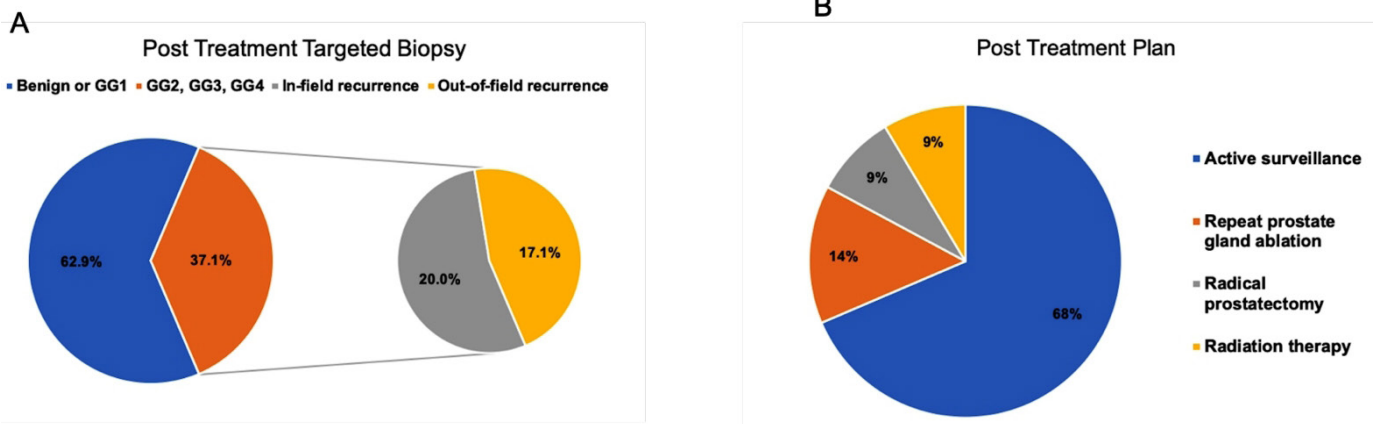 A
Post Treatment Targeted Biopsy
Benign or GG1 GG2, GG3, GG4 In-field recurrence Out-of-field recurrence
62.9%
37.1%
20.0%
17.1%
B
Post Treatment Plan
9%
9%
14%
68%
Active surveillance
Repeat prostate
gland ablation
Radical
prostatectomy
Radiation therapy